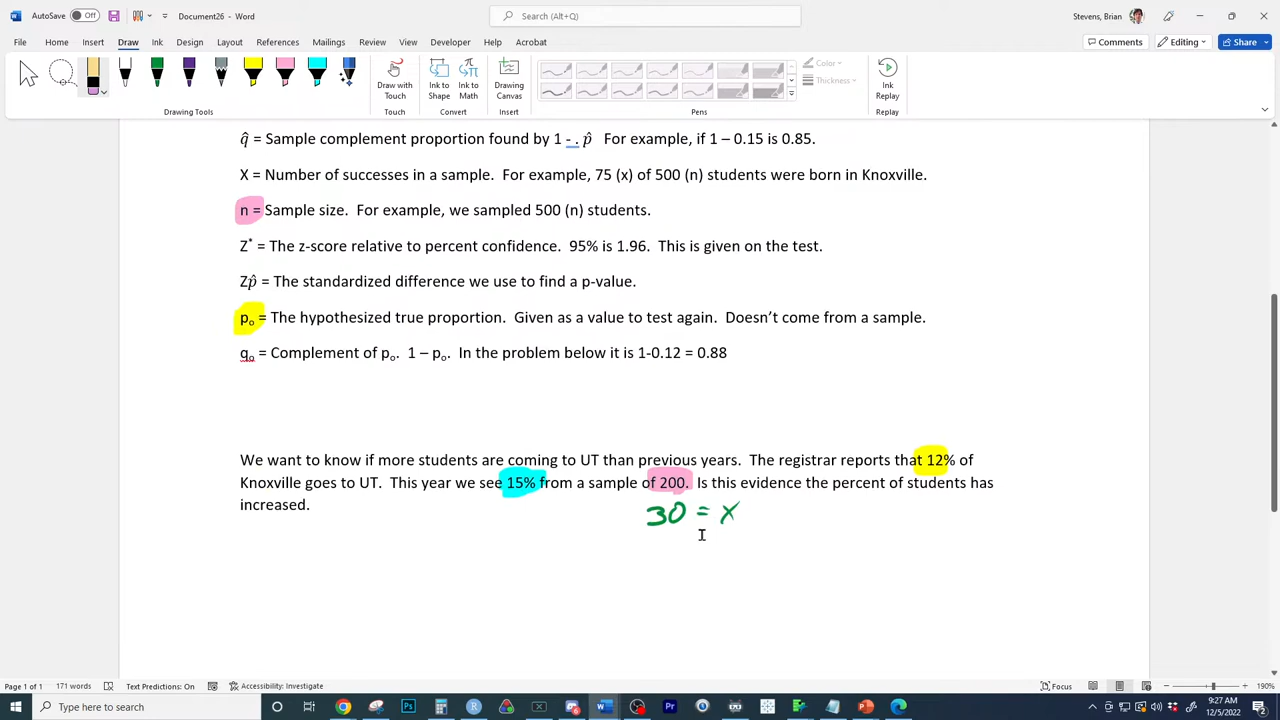 AutoSave Off Document26 - Word Search (Alt+Q) Stevens, Brian
File Home Insert Draw Ink Design Layout References Mailings Review View Developer Help Acrobat Comments Editing Share
Draw with Touch Ink to Shape Ink to Math Drawing Canvas Color Thickness Ink Replay
Drawing Tools Touch Convert Insert Pens Replay
q̂ = Sample complement proportion found by 1 - . p̂ For example, if 1 – 0.15 is 0.85.
X = Number of successes in a sample. For example, 75 (x) of 500 (n) students were born in Knoxville.
n = Sample size. For example, we sampled 500 (n) students.
Z* = The z-score relative to percent confidence. 95% is 1.96. This is given on the test.
Zp̂ = The standardized difference we use to find a p-value.
pₒ = The hypothesized true proportion. Given as a value to test again. Doesn’t come from a sample.
qₒ = Complement of pₒ. 1 – pₒ. In the problem below it is 1-0.12 = 0.88
We want to know if more students are coming to UT than previous years. The registrar reports that 12% of
Knoxville goes to UT. This year we see 15% from a sample of 200. Is this evidence the percent of students has
increased.
30 = X
Page 1 of 1 171 words Text Predictions: On Accessibility: Investigate Focus 190%
Type here to search 9:27 AM
12/5/2022